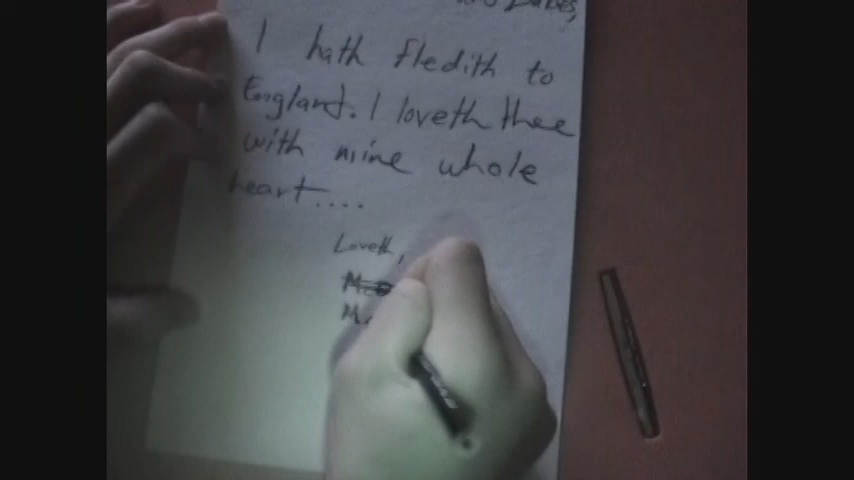 I hath fledith to
England. I loveth thee
with mine whole
heart....
Loveth,